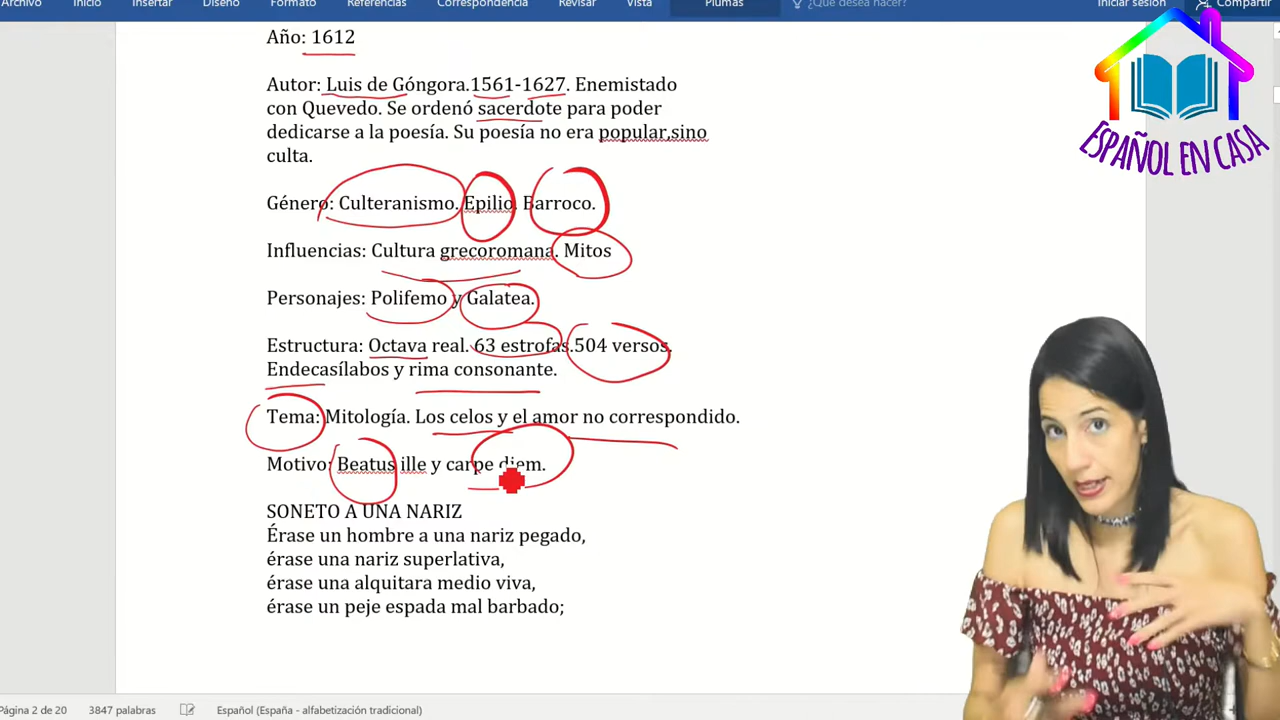 Archivo Inicio Insertar Diseño Formato Referencias Correspondencia Revisar Vista Plumas ¿Qué desea hacer? Iniciar sesión Compartir
Año: 1612
Autor: Luis de Góngora.1561-1627. Enemistado
con Quevedo. Se ordenó sacerdote para poder
dedicarse a la poesía. Su poesía no era popular,sino
culta.
Género: Culteranismo. Epilio. Barroco.
Influencias: Cultura grecoromana. Mitos
Personajes: Polifemo y Galatea.
Estructura: Octava real. 63 estrofas.504 versos.
Endecasílabos y rima consonante.
Tema: Mitología. Los celos y el amor no correspondido.
Motivo: Beatus ille y carpe diem.
SONETO A UNA NARIZ
Érase un hombre a una nariz pegado,
érase una nariz superlativa,
érase una alquitara medio viva,
érase un peje espada mal barbado;
ESPAÑOL EN CASA
Página 2 de 20 3847 palabras Español (España - alfabetización tradicional)